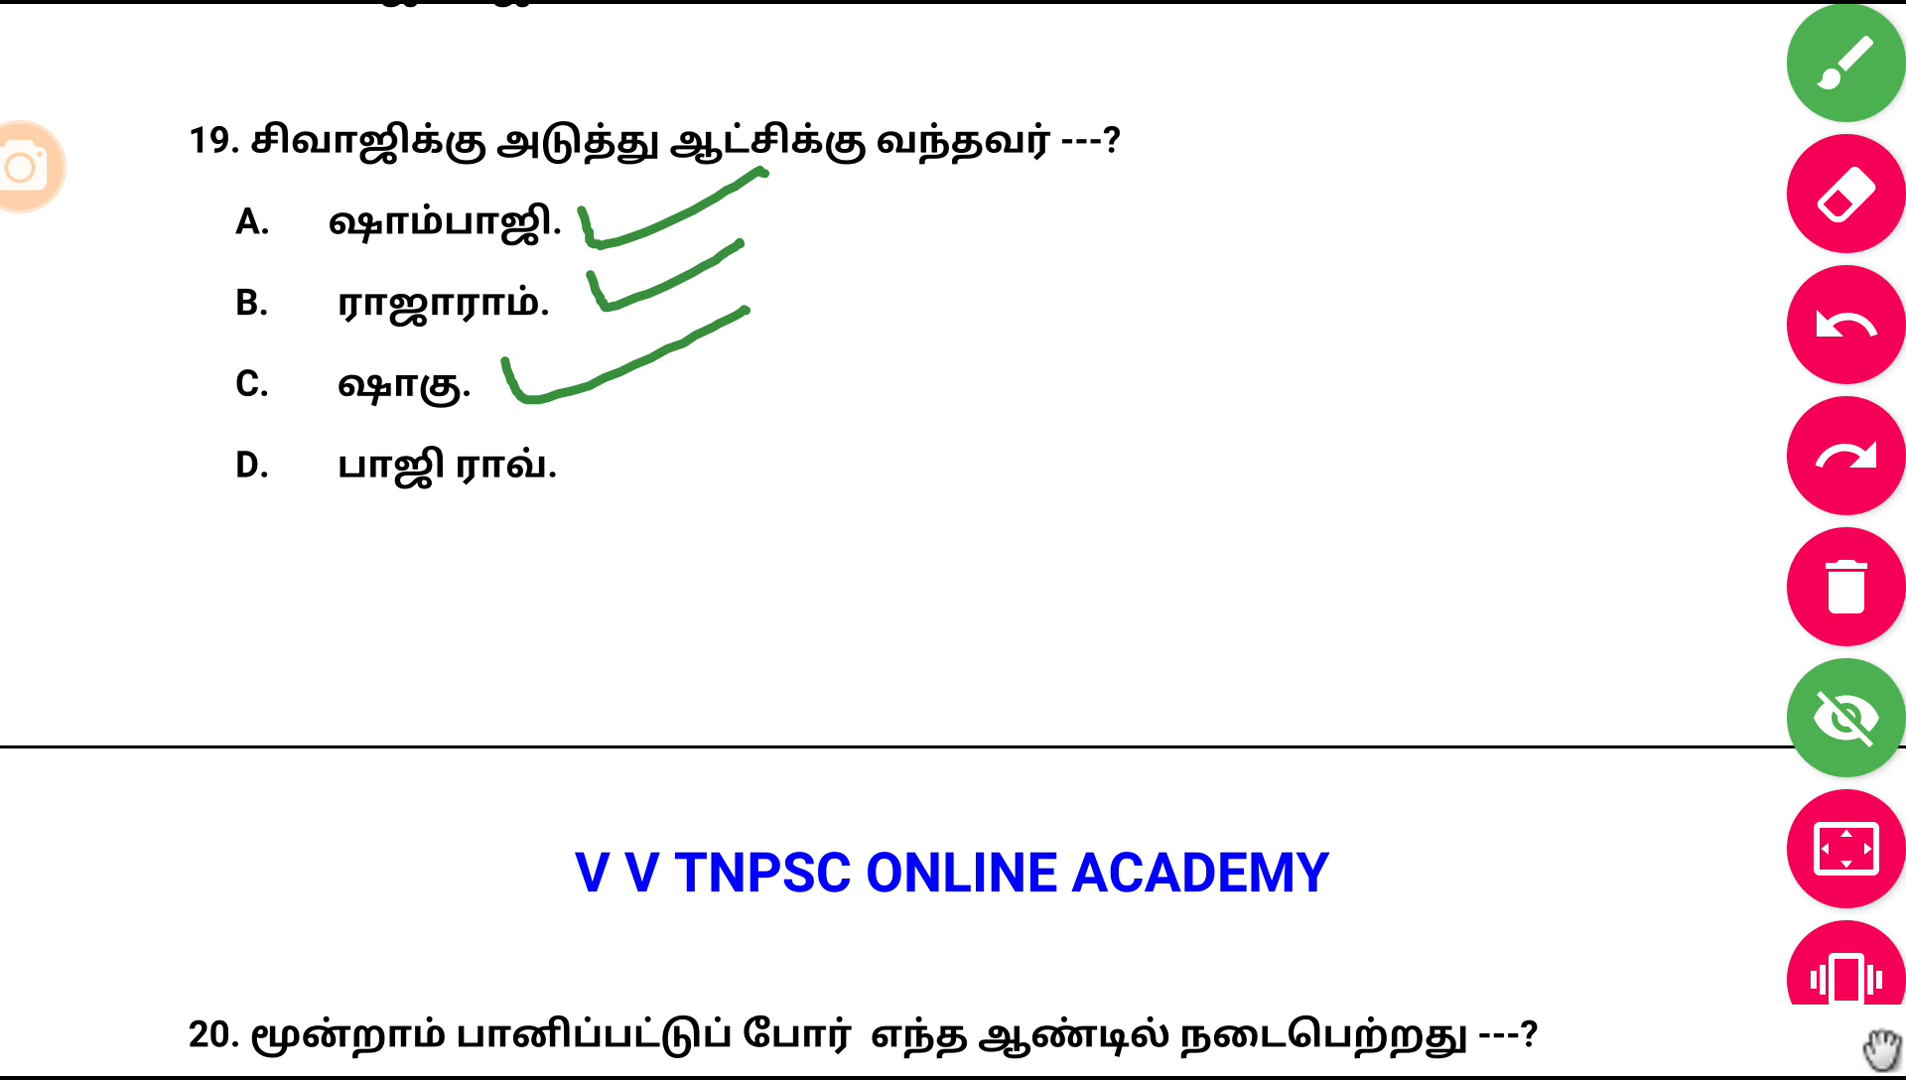 19. சிவாஜிக்கு அடுத்து ஆட்சிக்கு வந்தவர் ---?
A. ஷாம்பாஜி.
B. ராஜாராம்.
C. ஷாகு.
D. பாஜி ராவ்.
V V TNPSC ONLINE ACADEMY
20. மூன்றாம் பானிப்பட்டுப் போர் எந்த ஆண்டில் நடைபெற்றது ---?